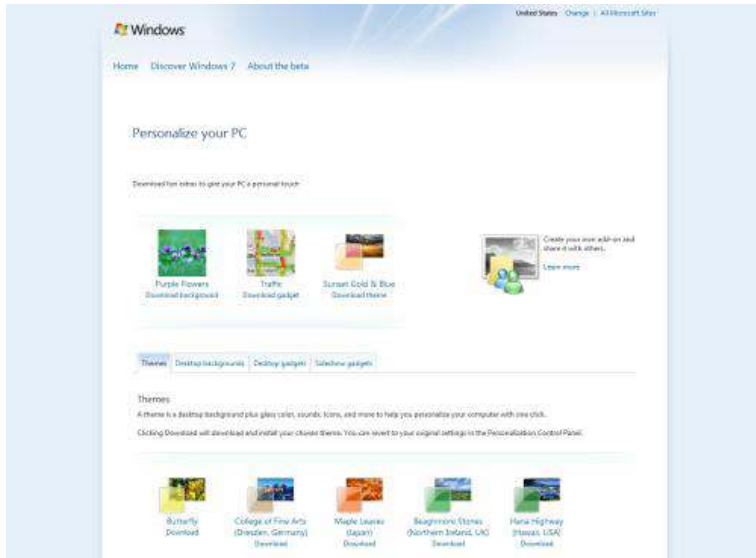 United States Change | All Microsoft Sites
Windows
Home Discover Windows 7 About the beta
Personalize your PC
Download fun extras to give your PC a personal touch
Purple Flowers
Download background
Traffic
Download gadget
Sunset Gold & Blue
Download theme
Create your own add-on and
share it with others.
Learn more
Themes Desktop backgrounds Desktop gadgets Sideshow gadgets
Themes
A theme is a desktop background plus glass color, sounds, icons, and more to help you personalize your computer with one click.
Clicking Download will download and install your chosen theme. You can revert to your original settings in the Personalization Control Panel.
Butterfly
Download
College of Fine Arts
(Dresden, Germany)
Download
Maple Leaves
(Japan)
Download
Beaghmore Stones
(Northern Ireland, UK)
Download
Hana Highway
(Hawaii, USA)
Download